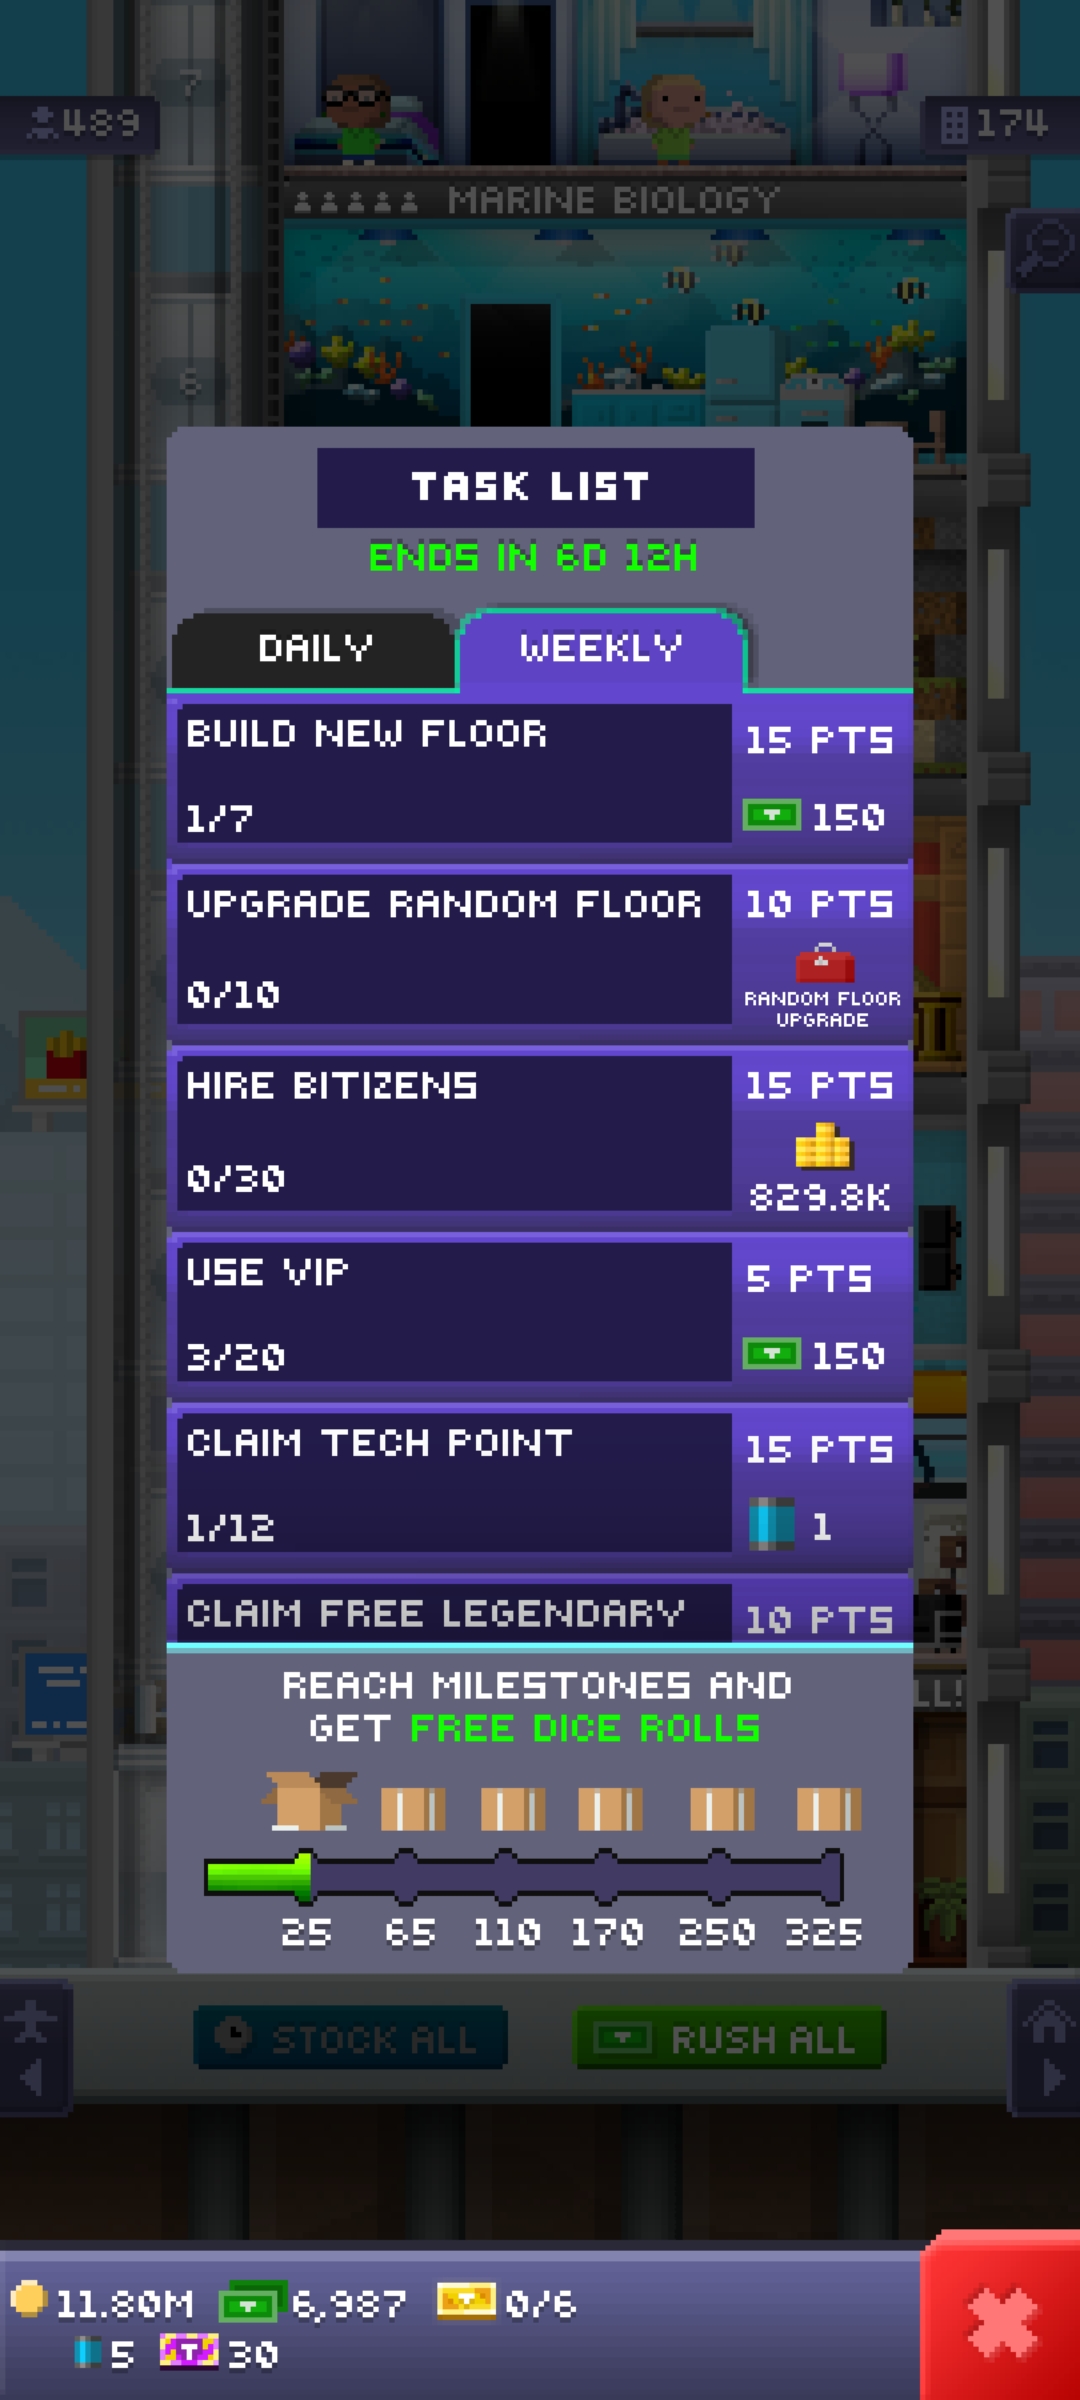 7
489
174
MARINE BIOLOGY
6
TASK LIST
ENDS IN 6D 12H
DAILY
WEEKLY
BUILD NEW FLOOR
15 PTS
1/7
150
UPGRADE RANDOM FLOOR
10 PTS
0/10
RANDOM FLOOR
UPGRADE
HIRE BITIZENS
15 PTS
0/30
829.8K
USE VIP
5 PTS
3/20
150
CLAIM TECH POINT
15 PTS
1/12
1
CLAIM FREE LEGENDARY
10 PTS
LL!
REACH MILESTONES AND
GET FREE DICE ROLLS
25 65 110 170 250 325
STOCK ALL
RUSH ALL
11.80M 6,987 0/6
5 T 30